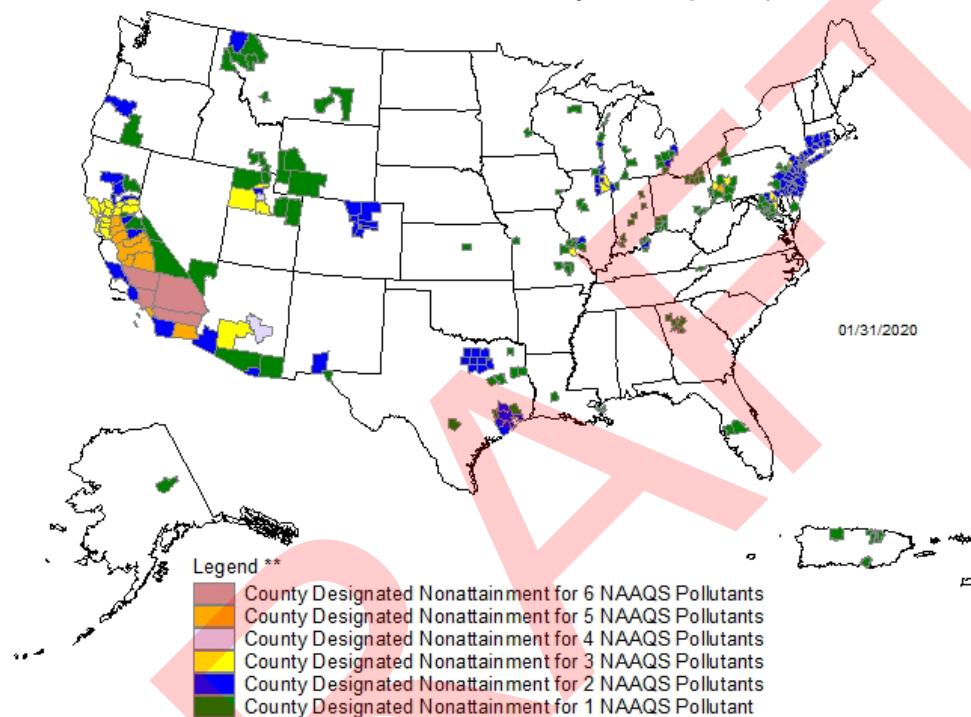 01/31/2020
Legend **
County Designated Nonattainment for 6 NAAQS Pollutants
County Designated Nonattainment for 5 NAAQS Pollutants
County Designated Nonattainment for 4 NAAQS Pollutants
County Designated Nonattainment for 3 NAAQS Pollutants
County Designated Nonattainment for 2 NAAQS Pollutants
County Designated Nonattainment for 1 NAAQS Pollutant
DRAFT